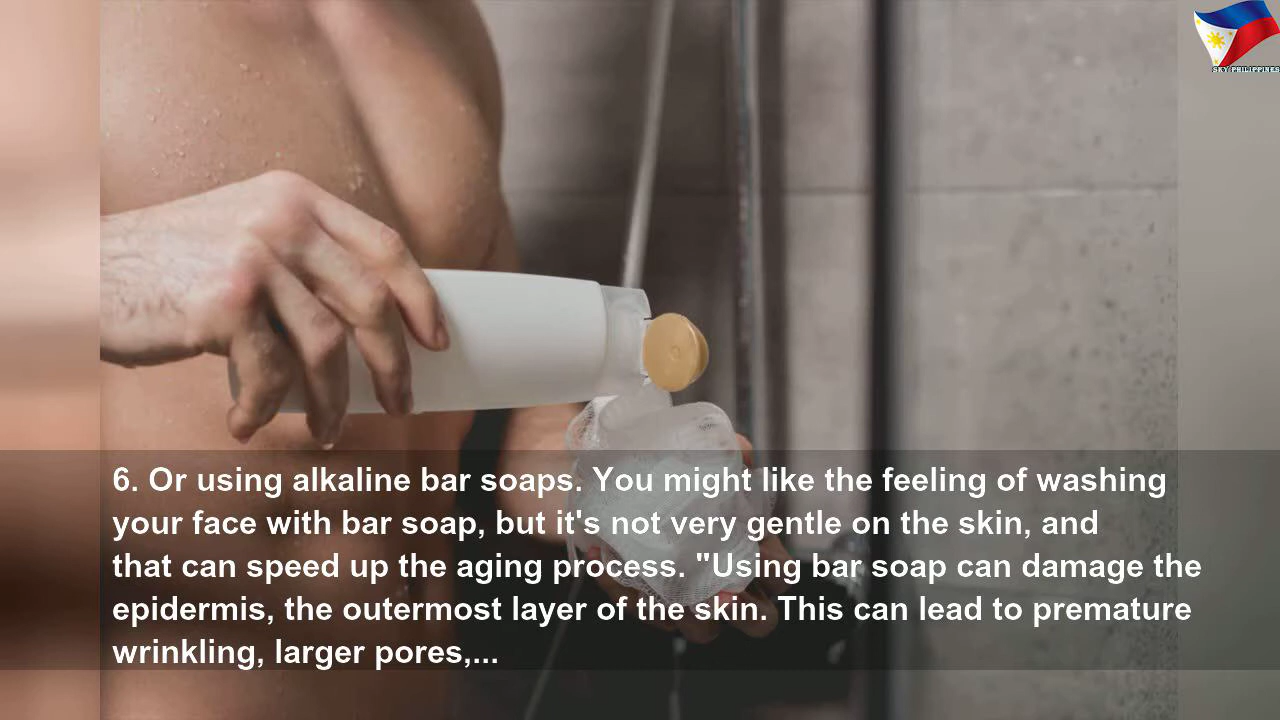 SKY PHILIPPINES
6. Or using alkaline bar soaps. You might like the feeling of washing
your face with bar soap, but it's not very gentle on the skin, and
that can speed up the aging process. "Using bar soap can damage the
epidermis, the outermost layer of the skin. This can lead to premature
wrinkling, larger pores,...